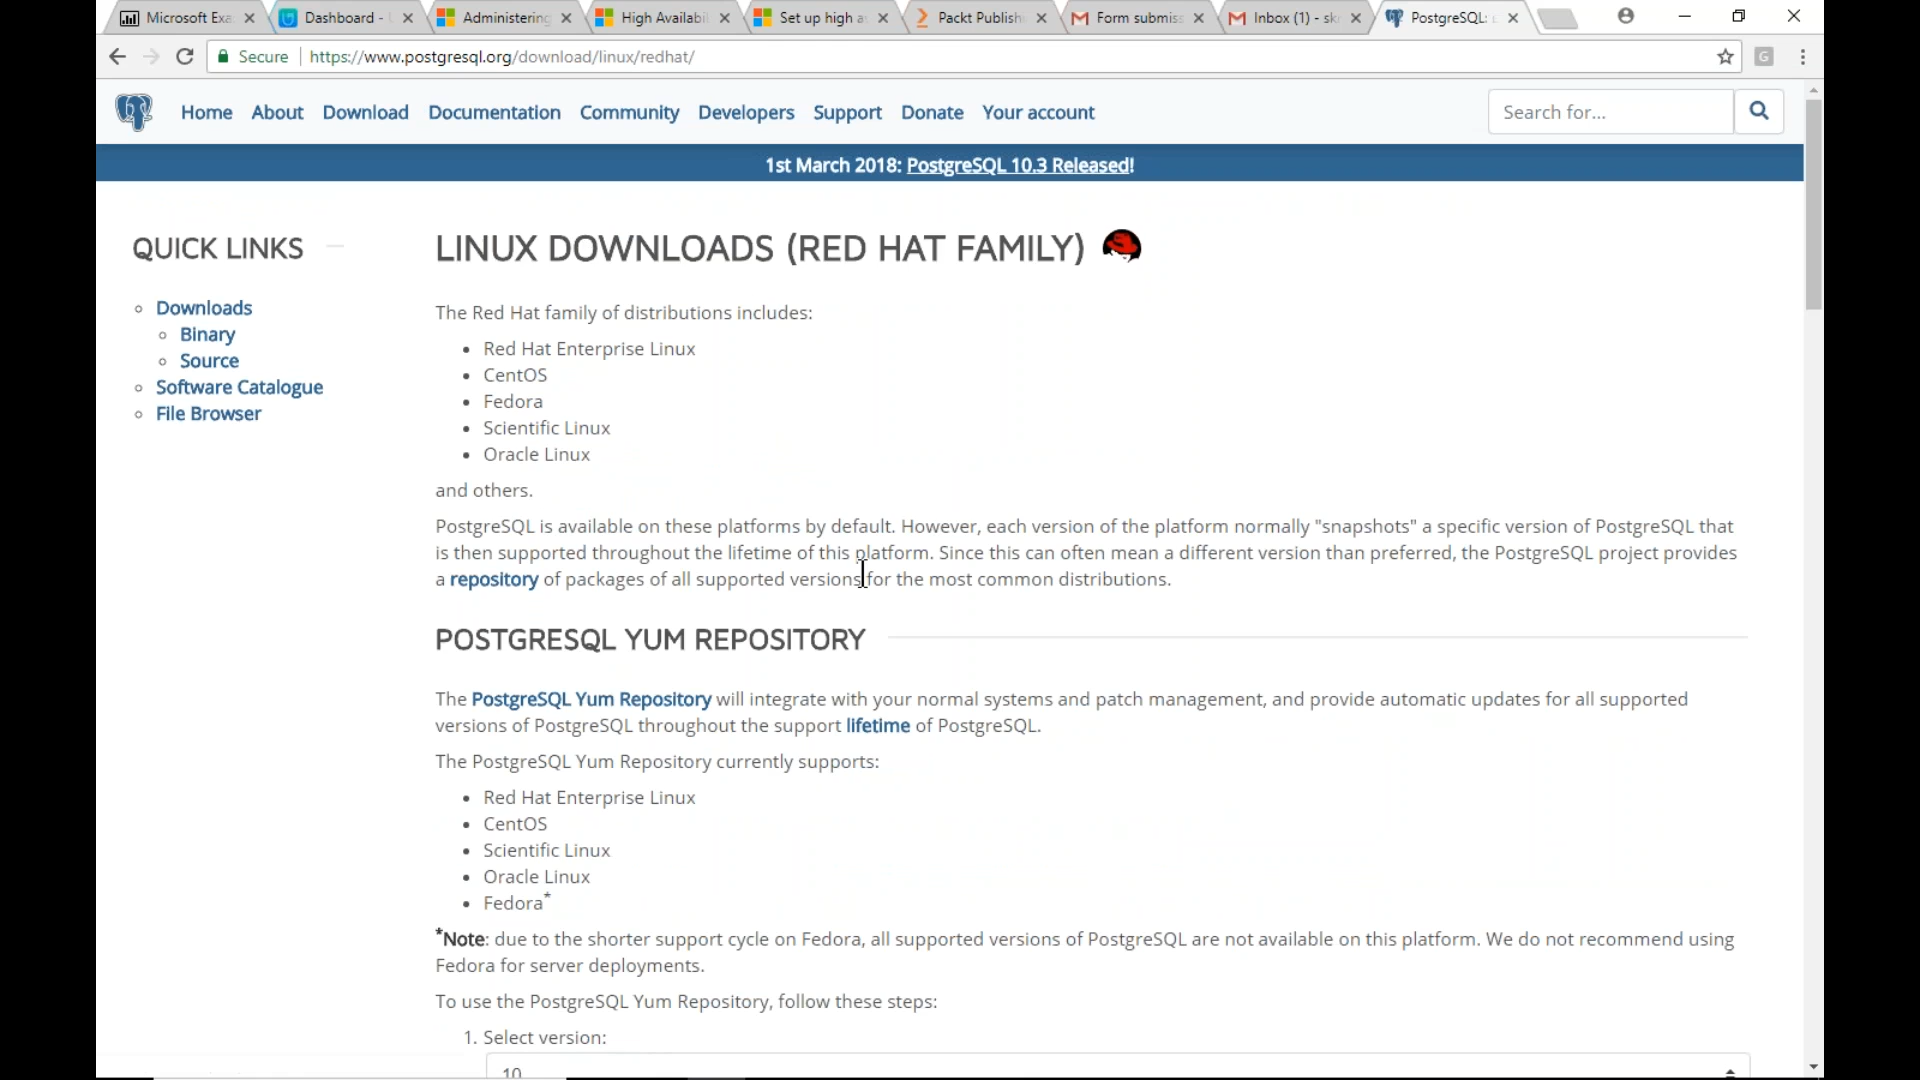 Microsoft Exa
Dashboard -
Administering
High Availabi
Set up high a
Packt Publish
Form submiss
Inbox (1) - sk
PostgreSQL:
Secure
https://www.postgresql.org/download/linux/redhat/
G
Home About Download Documentation Community Developers Support Donate Your account
Search for...
1st March 2018: PostgreSQL 10.3 Released!
QUICK LINKS
Downloads
Binary
Source
Software Catalogue
File Browser
LINUX DOWNLOADS (RED HAT FAMILY)
The Red Hat family of distributions includes:
• Red Hat Enterprise Linux
• CentOS
• Fedora
• Scientific Linux
• Oracle Linux
and others.
PostgreSQL is available on these platforms by default. However, each version of the platform normally "snapshots" a specific version of PostgreSQL that
is then supported throughout the lifetime of this platform. Since this can often mean a different version than preferred, the PostgreSQL project provides
a repository of packages of all supported versions for the most common distributions.
POSTGRESQL YUM REPOSITORY
The PostgreSQL Yum Repository will integrate with your normal systems and patch management, and provide automatic updates for all supported
versions of PostgreSQL throughout the support lifetime of PostgreSQL.
The PostgreSQL Yum Repository currently supports:
• Red Hat Enterprise Linux
• CentOS
• Scientific Linux
• Oracle Linux
• Fedora*
*Note: due to the shorter support cycle on Fedora, all supported versions of PostgreSQL are not available on this platform. We do not recommend using
Fedora for server deployments.
To use the PostgreSQL Yum Repository, follow these steps:
1. Select version:
10